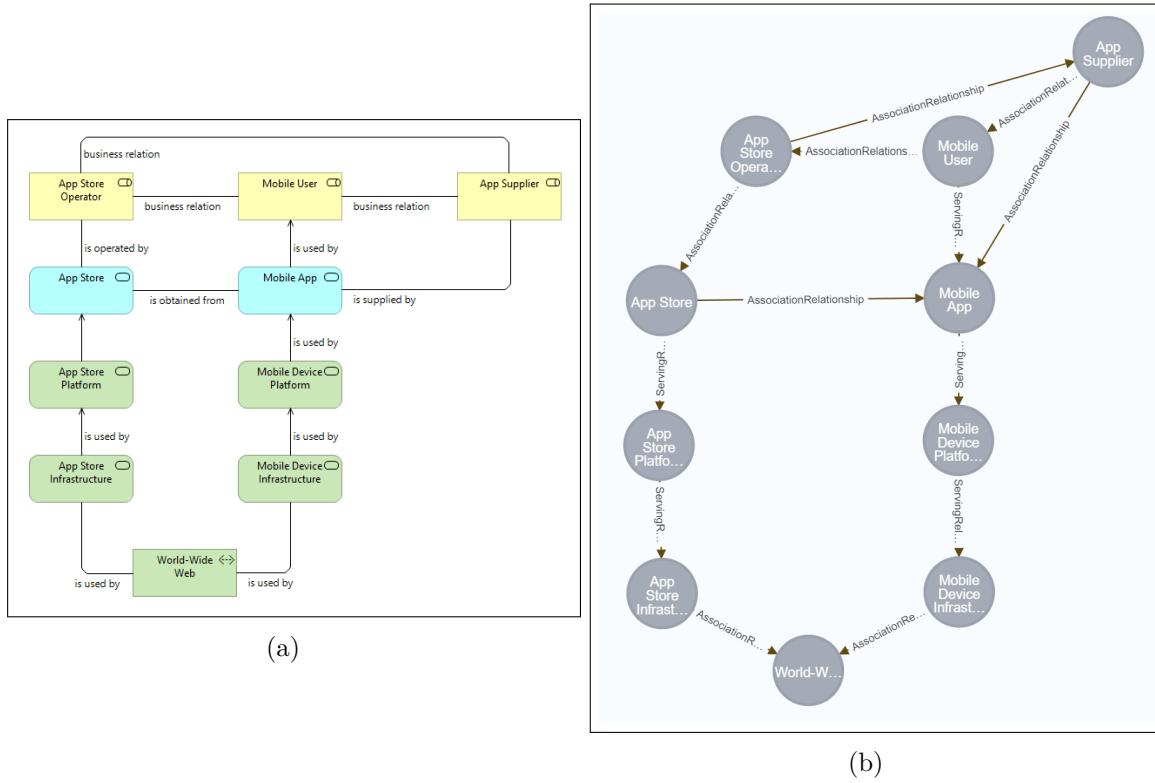 business relation
App Store
Operator
Mobile User
App Supplier
business relation
business relation
is operated by
is used by
App Store
Mobile App
is obtained from
is supplied by
is used by
App Store
Platform
Mobile Device
Platform
is used by
is used by
App Store
Infrastructure
Mobile Device
Infrastructure
World-Wide
Web
is used by
is used by
(a)
App
Supplier
AssociationRelationship
AssociationRelat…
App
Store
Opera…
AssociationRelations…
Mobile
User
AssociationRela…
ServingR…
AssociationRelationship
App Store
AssociationRelationship
Mobile
App
ServingR…
Serving…
App
Store
Platfo…
Mobile
Device
Platfo…
ServingR…
ServingRel…
App
Store
Infrast…
Mobile
Device
Infrast…
AssociationR…
AssociationRe…
World-W…
(b)